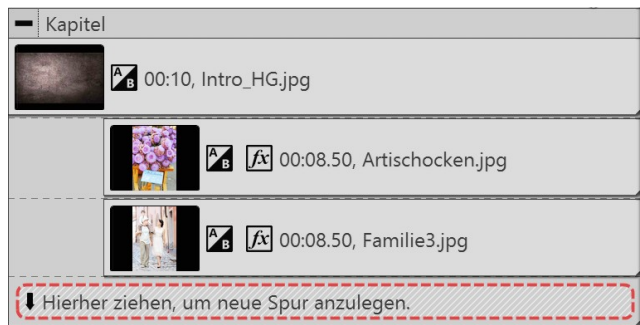 Kapitel
00:10, Intro_HG.jpg
00:08.50, Artischocken.jpg
00:08.50, Familie3.jpg
Hierher ziehen, um neue Spur anzulegen.